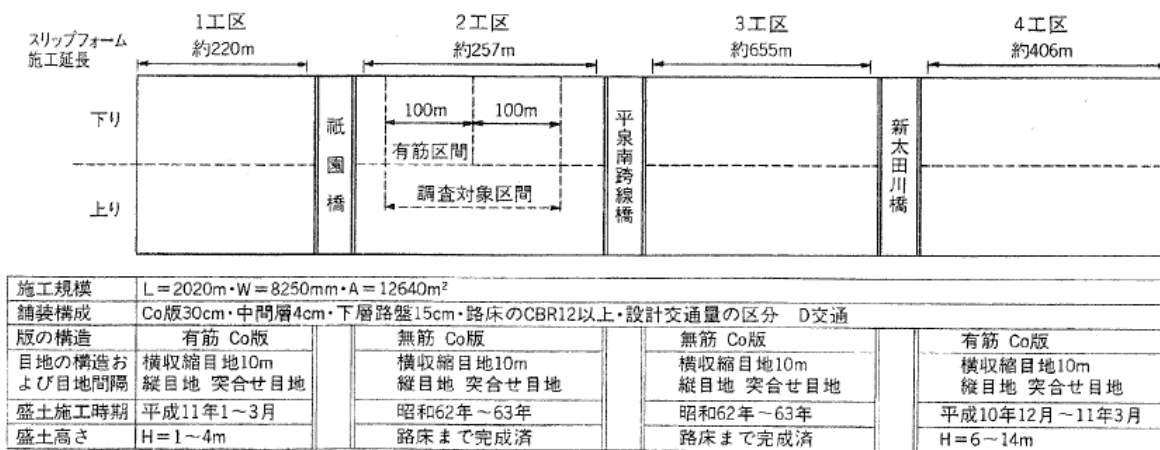 1工区 2工区 3工区 4工区
スリップフォーム
施工延長
約220m 約257m 約655m 約406m
下り
上り
祇園橋
100m 100m
有筋区間
調査対象区間
平泉南跨線橋
新太田川橋
施工規模 L=2020m・W=8250mm・A=12640m²
舗装構成 Co版30cm・中間層4cm・下層路盤15cm・路床のCBR12以上・設計交通量の区分 D交通
版の構造 有筋 Co版 無筋 Co版 無筋 Co版 有筋 Co版
目地の構造お 横収縮目地10m 横収縮目地10m 横収縮目地10m 横収縮目地10m
よび目地間隔 縦目地 突合せ目地 縦目地 突合せ目地 縦目地 突合せ目地 縦目地 突合せ目地
盛土施工時期 平成11年1~3月 昭和62年~63年 昭和62年~63年 平成10年12月~11年3月
盛土高さ H=1~4m 路床まで完成済 路床まで完成済 H=6~14m